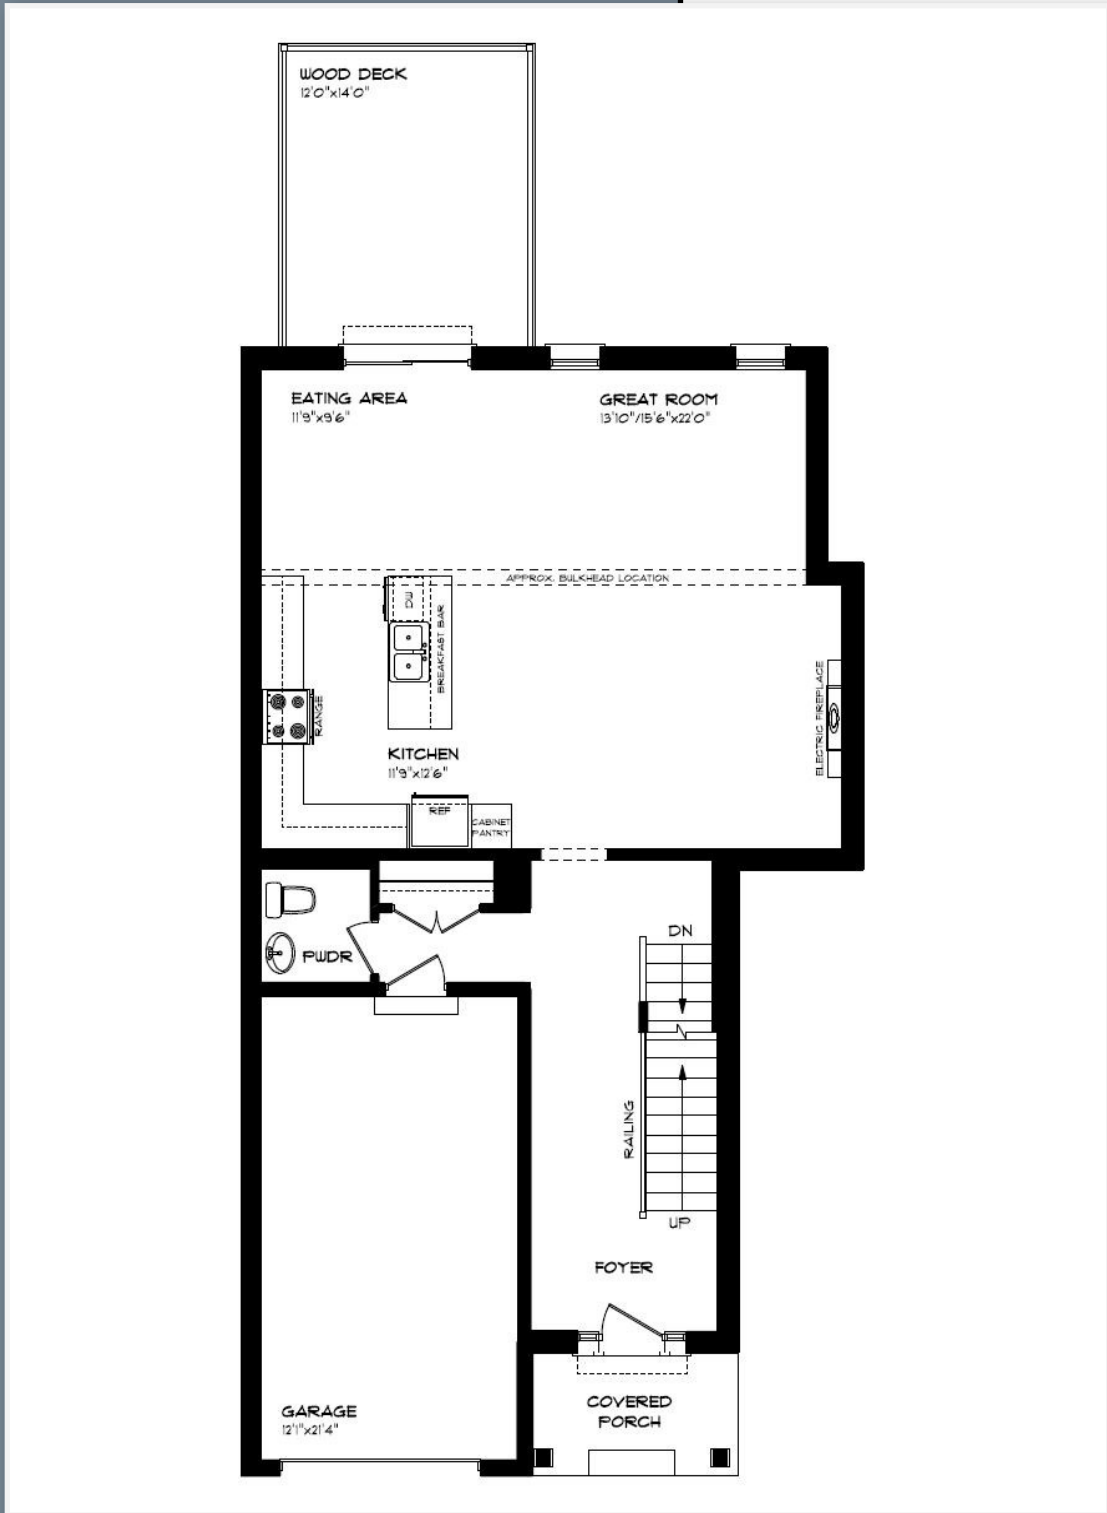 WOOD DECK
12'0"x14'0"
EATING AREA
11'9"x9'6"
GREAT ROOM
13'10"/15'6"x22'0"
APPROX. BULKHEAD LOCATION
DW
BREAKFAST BAR
RANGE
ELECTRIC FIREPLACE
KITCHEN
11'9"x12'6"
REF
CABINET
PANTRY
PWDR
DN
RAILING
UP
FOYER
COVERED
PORCH
GARAGE
12'1"x21'4"